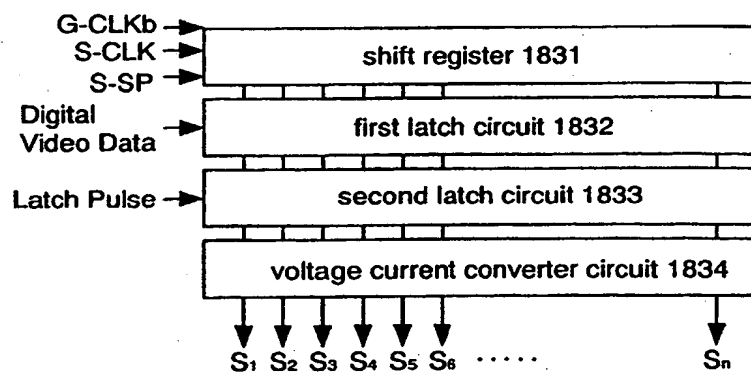 G-CLKb
S-CLK
S-SP
shift register 1831
Digital
Video Data
first latch circuit 1832
Latch Pulse
second latch circuit 1833
voltage current converter circuit 1834
S1 S2 S3 S4 S5 S6 ····· Sn